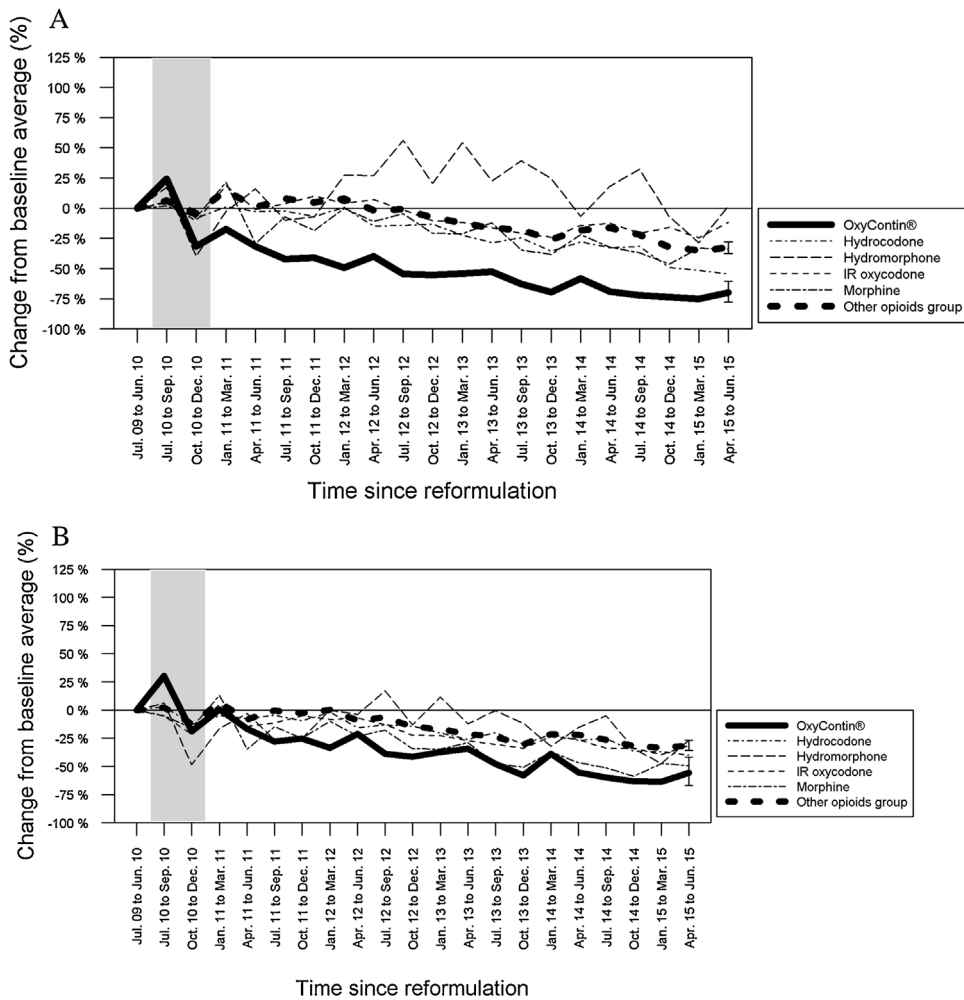 A
Change from baseline average (%)
125 %
100 %
75 %
50 %
25 %
0 %
-25 %
-50 %
-75 %
-100 %
Jul. 09 to Jun. 10
Jul. 10 to Sep. 10
Oct. 10 to Dec. 10
Jan. 11 to Mar. 11
Apr. 11 to Jun. 11
Jul. 11 to Sep. 11
Oct. 11 to Dec. 11
Jan. 12 to Mar. 12
Apr. 12 to Jun. 12
Jul. 12 to Sep. 12
Oct. 12 to Dec. 12
Jan. 13 to Mar. 13
Apr. 13 to Jun. 13
Jul. 13 to Sep. 13
Oct. 13 to Dec. 13
Jan. 14 to Mar. 14
Apr. 14 to Jun. 14
Jul. 14 to Sep. 14
Oct. 14 to Dec. 14
Jan. 15 to Mar. 15
Apr. 15 to Jun. 15
Time since reformulation
OxyContin®
Hydrocodone
Hydromorphone
IR oxycodone
Morphine
Other opioids group
B
Change from baseline average (%)
125 %
100 %
75 %
50 %
25 %
0 %
-25 %
-50 %
-75 %
-100 %
Jul. 09 to Jun. 10
Jul. 10 to Sep. 10
Oct. 10 to Dec. 10
Jan. 11 to Mar. 11
Apr. 11 to Jun. 11
Jul. 11 to Sep. 11
Oct. 11 to Dec. 11
Jan. 12 to Mar. 12
Apr. 12 to Jun. 12
Jul. 12 to Sep. 12
Oct. 12 to Dec. 12
Jan. 13 to Mar. 13
Apr. 13 to Jun. 13
Jul. 13 to Sep. 13
Oct. 13 to Dec. 13
Jan. 14 to Mar. 14
Apr. 14 to Jun. 14
Jul. 14 to Sep. 14
Oct. 14 to Dec. 14
Jan. 15 to Mar. 15
Apr. 15 to Jun. 15
Time since reformulation
OxyContin®
Hydrocodone
Hydromorphone
IR oxycodone
Morphine
Other opioids group